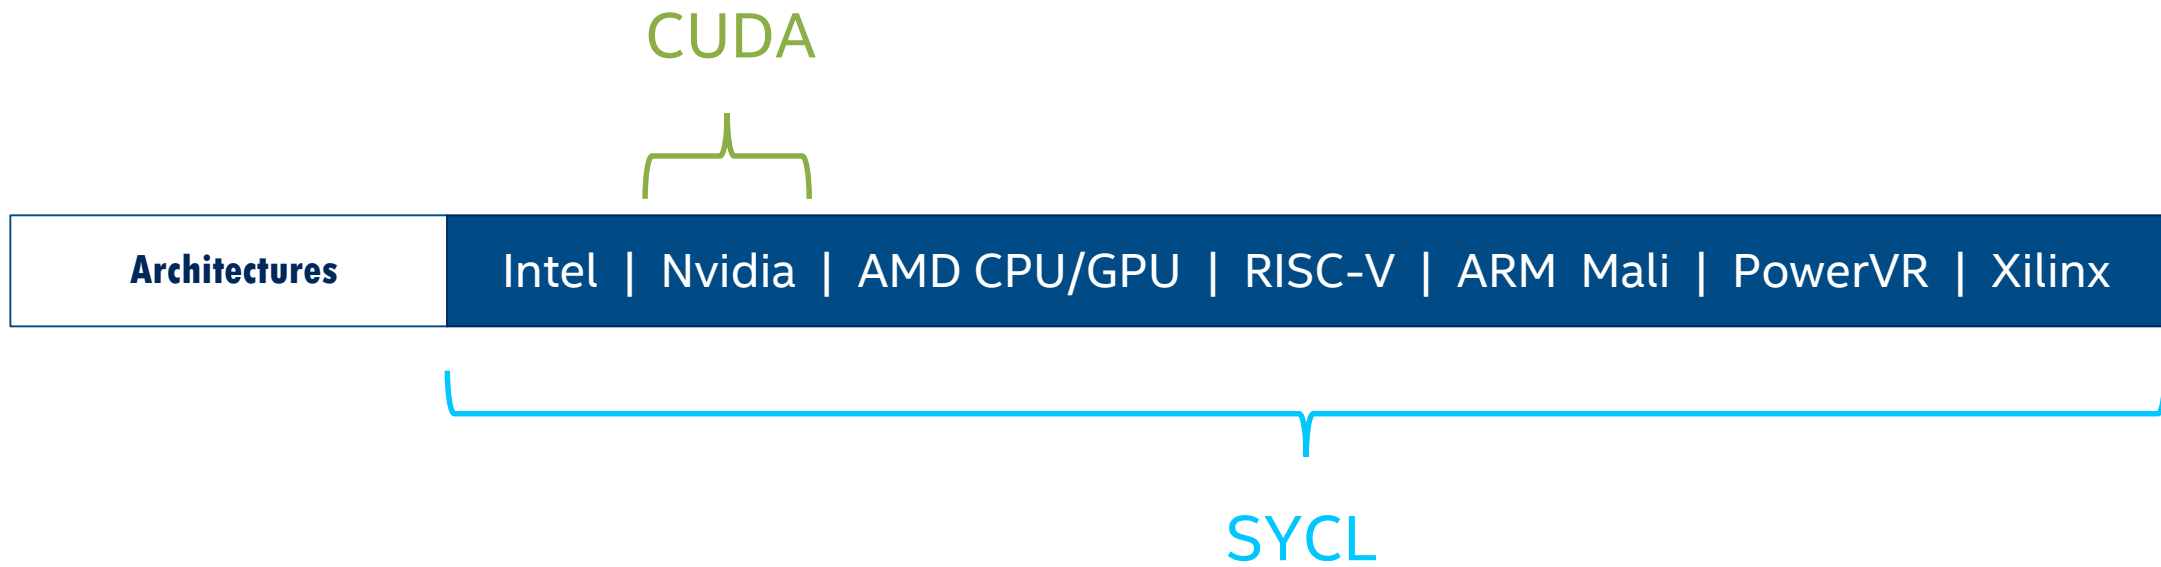 CUDA
Architectures Intel | Nvidia | AMD CPU/GPU | RISC-V | ARM Mali | PowerVR | Xilinx
SYCL